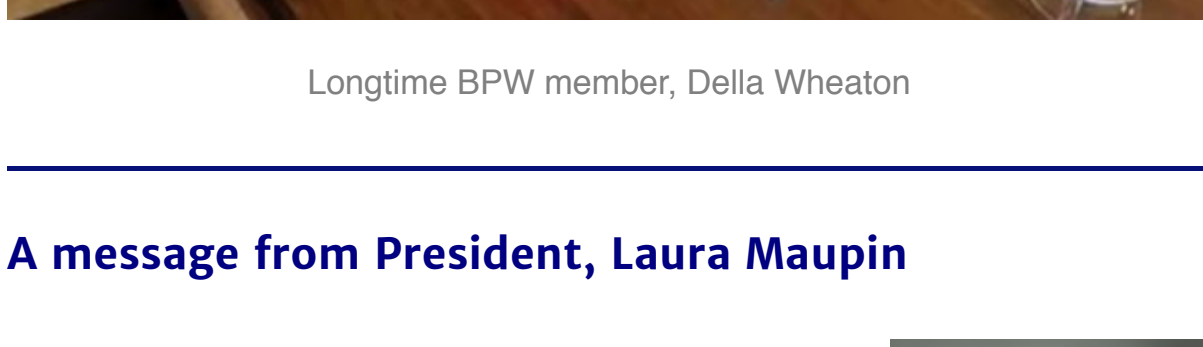 Longtime BPW member, Della Wheaton
A message from President, Laura Maupin